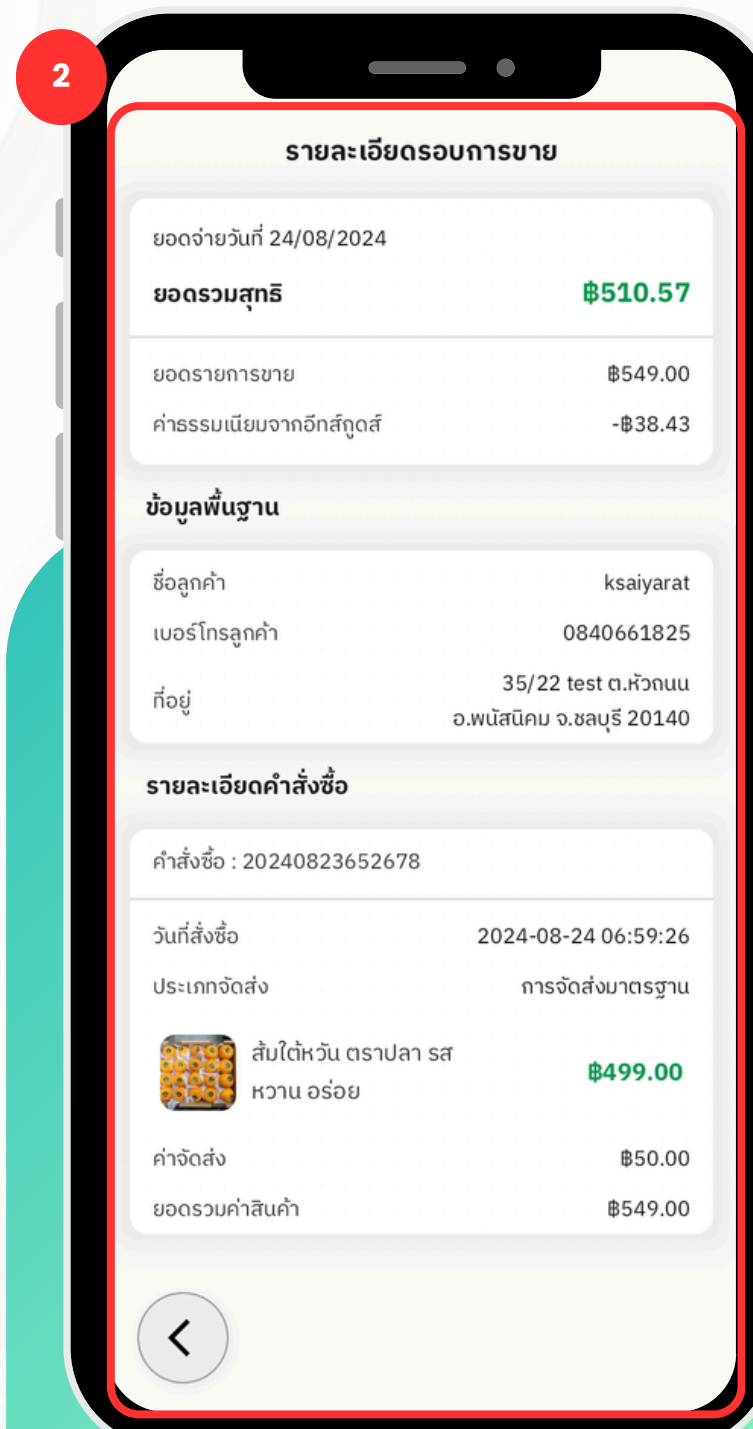 2
รายละเอียดรอบการขาย
ยอดจ่ายวันที่ 24/08/2024
ยอดรวมสุทธิ ฿510.57
ยอดรายการขาย ฿549.00
ค่าธรรมเนียมจากอีทส์กูดส์ -฿38.43
ข้อมูลพื้นฐาน
ชื่อลูกค้า ksaiyarat
เบอร์โทรลูกค้า 0840661825
ที่อยู่ 35/22 test ต.หัวถนน
อ.พนัสนิคม จ.ชลบุรี 20140
รายละเอียดคำสั่งซื้อ
คำสั่งซื้อ : 20240823652678
วันที่สั่งซื้อ 2024-08-24 06:59:26
ประเภทจัดส่ง การจัดส่งมาตรฐาน
ส้มใต้หวัน ตราปลา รส
หวาน อร่อย ฿499.00
ค่าจัดส่ง ฿50.00
ยอดรวมค่าสินค้า ฿549.00